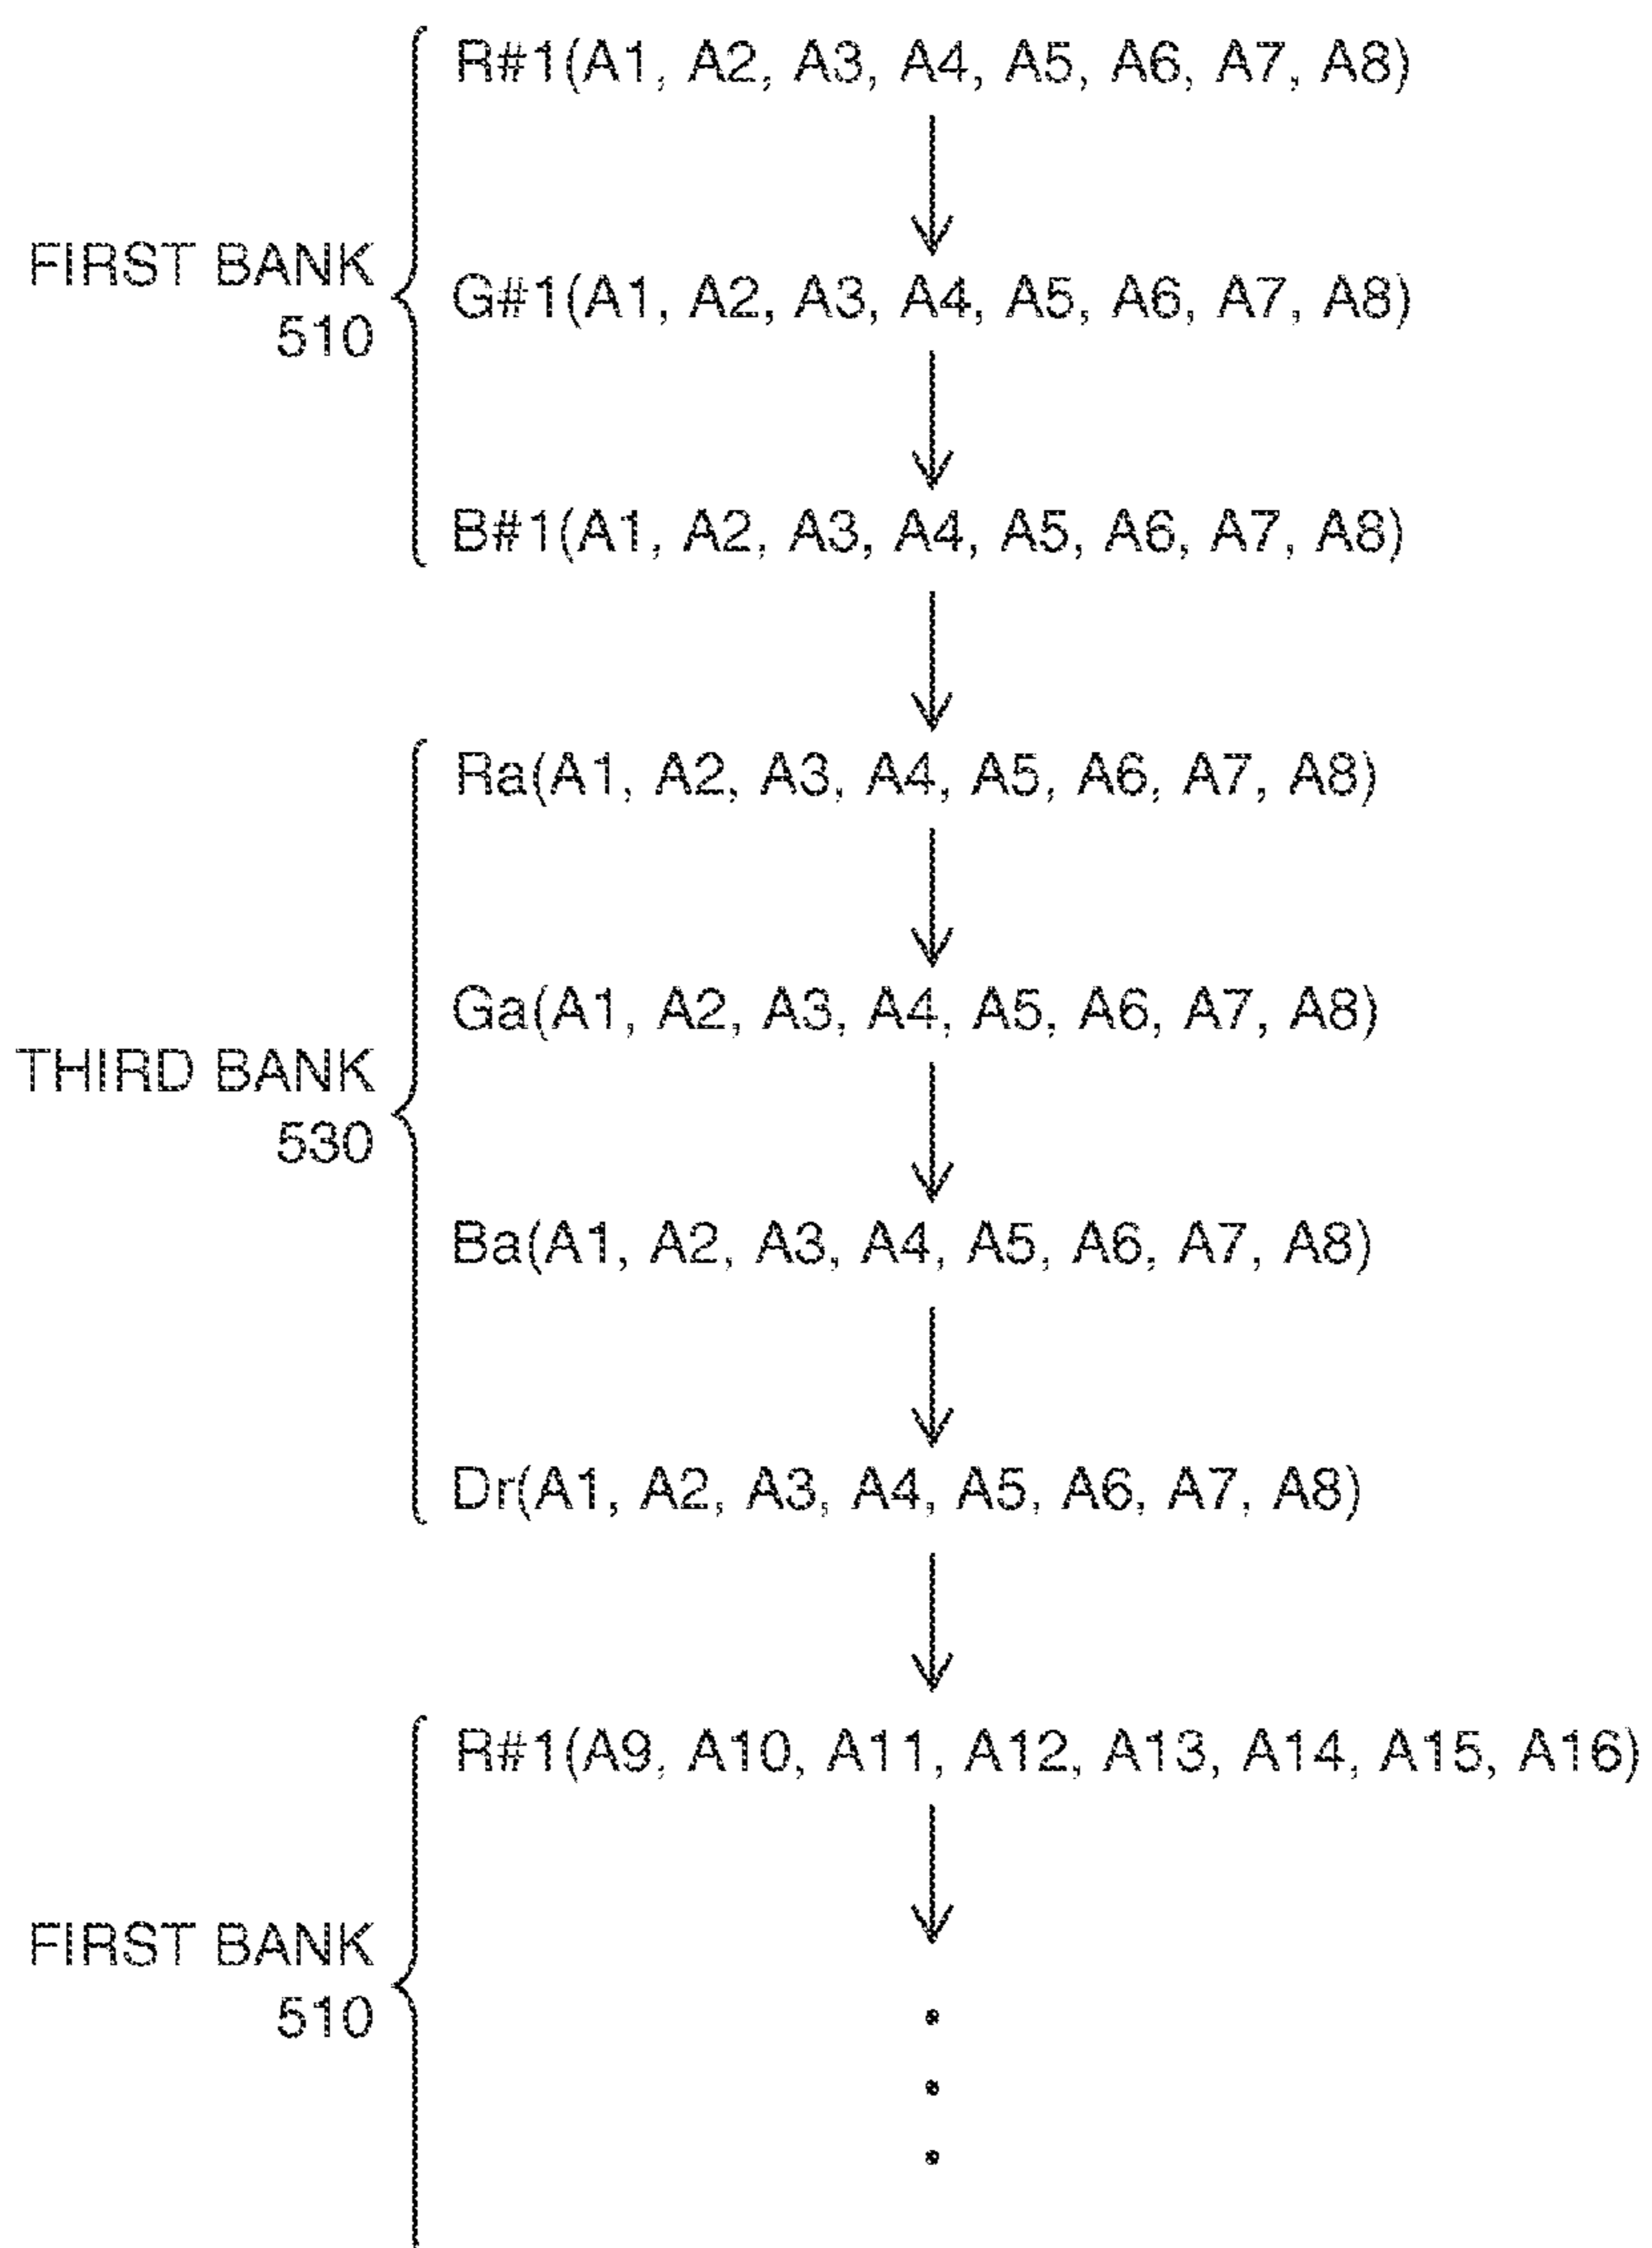 R#1(A1, A2, A3, A4, A5, A6, A7, A8)
FIRST BANK
510
G#1(A1, A2, A3, A4, A5, A6, A7, A8)
B#1(A1, A2, A3, A4, A5, A6, A7, A8)
Ra(A1, A2, A3, A4, A5, A6, A7, A8)
Ga(A1, A2, A3, A4, A5, A6, A7, A8)
THIRD BANK
530
Ba(A1, A2, A3, A4, A5, A6, A7, A8)
Dr(A1, A2, A3, A4, A5, A6, A7, A8)
R#1(A9, A10, A11, A12, A13, A14, A15, A16)
FIRST BANK
510